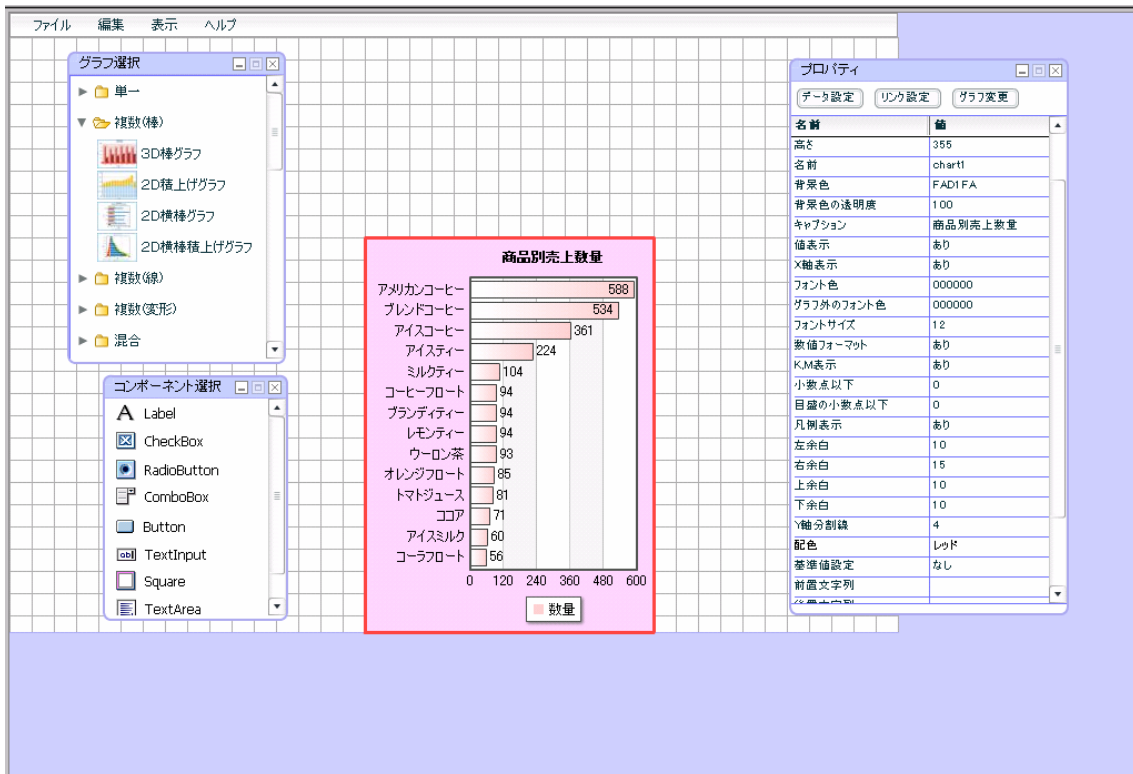 ファイル 編集 表示 ヘルプ
グラフ選択
単一
複数(棒)
3D棒グラフ
2D積上げグラフ
2D横棒グラフ
2D横棒積上げグラフ
複数(線)
複数(変形)
混合
コンポーネント選択
A Label
CheckBox
RadioButton
ComboBox
Button
abl TextInput
Square
TextArea
商品別売上数量
アメリカンコーヒー 588
ブレンドコーヒー 534
アイスコーヒー 361
アイスティー 224
ミルクティー 104
コーヒーフロート 94
ブランディティー 94
レモンティー 94
ウーロン茶 93
オレンジフロート 85
トマトジュース 81
ココア 71
アイスミルク 60
コーラフロート 56
0 120 240 360 480 600
数量
プロパティ
データ設定 リンク設定 グラフ変更
名前 値
高さ 355
名前 chart1
背景色 FAD1FA
背景色の透明度 100
キャプション 商品別売上数量
値表示 あり
X軸表示 あり
フォント色 000000
グラフ外のフォント色 000000
フォントサイズ 12
数値フォーマット あり
K,M表示 あり
小数点以下 0
目盛の小数点以下 0
凡例表示 あり
左余白 10
右余白 15
上余白 10
下余白 10
Y軸分割線 4
配色 レッド
基準値設定 なし
前置文字列